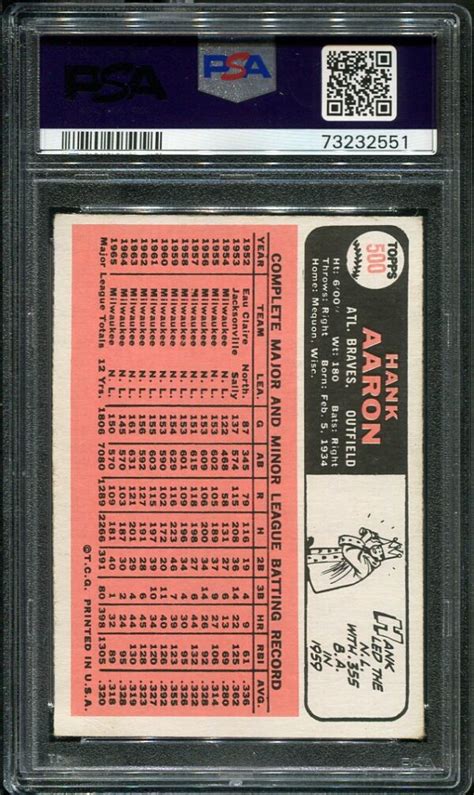 PSA
PSA
73232551
TOPPS
500
HANK
AARON
ATL. BRAVES, OUTFIELD
Ht: 6'00" Wt: 180 Bats: Right
Throws: Right Born: Feb. 5, 1934
Home: Mequon, Wisc.
HANK
LED THE
N.L.
WITH .355
B.A.
IN
1959
COMPLETE MAJOR AND MINOR LEAGUE BATTING RECORD
YEAR TEAM LEA. G AB R H 2B 3B HR RBI AVG.
1952 Eau Claire North. 87 345 79 116 19 4 9 61 .336
1953 Jacksonville Sally 137 574 115 208 36 14 22 125 .362
1954 Milwaukee N. L. 122 468 58 131 27 6 13 69 .280
1955 Milwaukee N. L. 153 602 105 189 37 9 27 106 .314
1956 Milwaukee N. L. 153 609 106 200 34 14 26 92 .328
1957 Milwaukee N. L. 151 615 118 198 27 6 44 132 .322
1958 Milwaukee N. L. 153 601 109 196 34 4 30 95 .326
1959 Milwaukee N. L. 154 629 116 223 46 7 39 123 .355
1960 Milwaukee N. L. 153 590 102 172 20 11 40 126 .292
1961 Milwaukee N. L. 155 603 115 197 39 10 34 120 .327
1962 Milwaukee N. L. 156 592 127 191 28 6 45 128 .323
1963 Milwaukee N. L. 161 631 121 201 29 4 44 130 .319
1964 Milwaukee N. L. 145 570 103 187 30 2 24 95 .328
1965 Milwaukee N. L. 150 570 109 181 40 1 32 89 .318
Major League Totals 12 Yrs. 1806 7080 1289 2266 391 80 398 1305 .320
©T.C.G. PRINTED IN U.S.A.